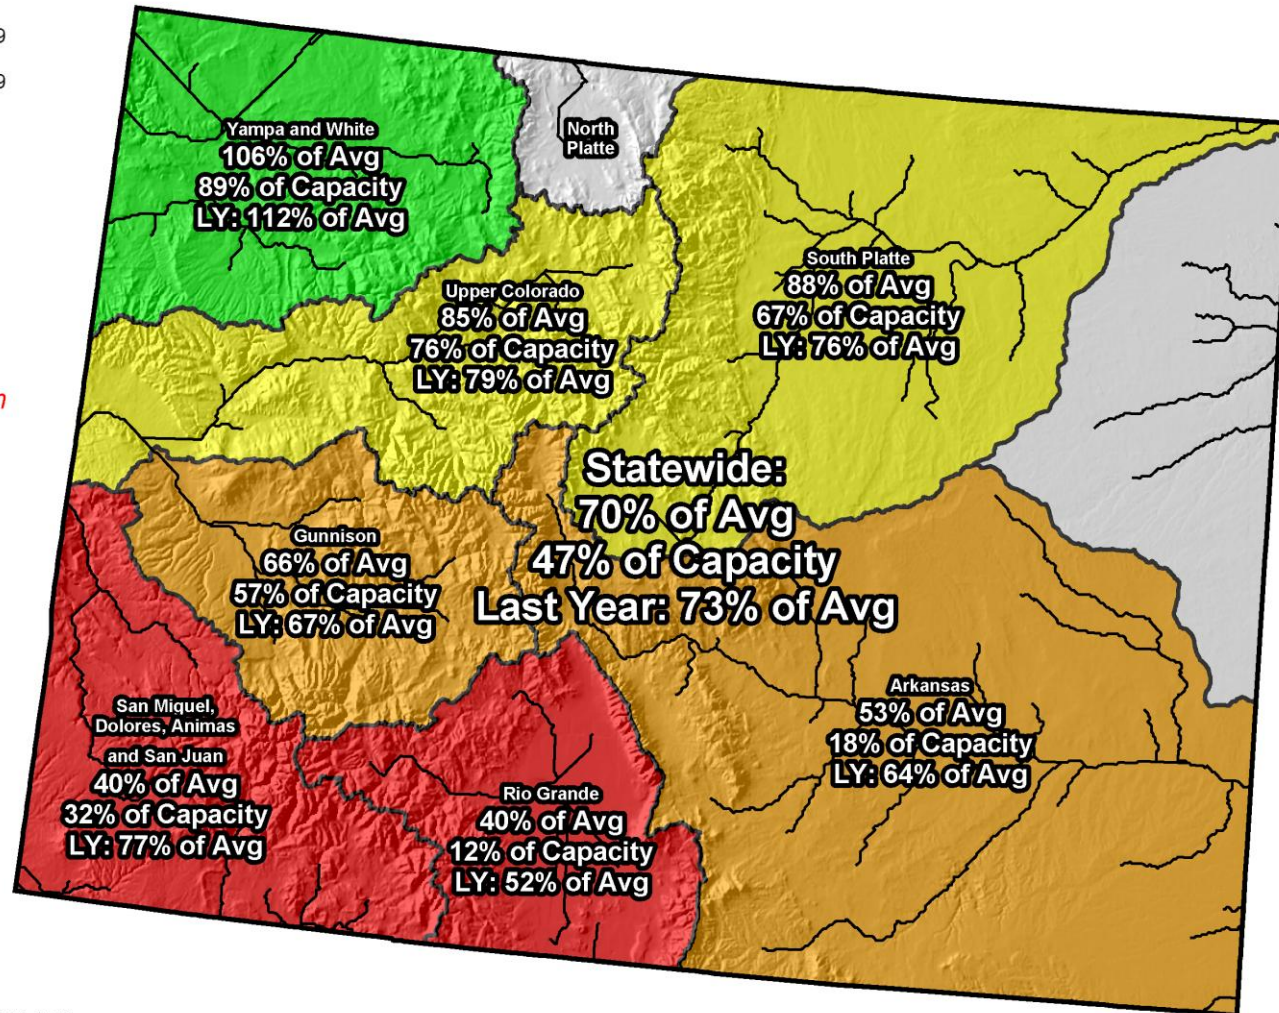 9
9
n
Yampa and White
106% of Avg
89% of Capacity
LY: 112% of Avg
North
Platte
South Platte
88% of Avg
67% of Capacity
LY: 76% of Avg
Upper Colorado
85% of Avg
76% of Capacity
LY: 79% of Avg
Statewide:
70% of Avg
47% of Capacity
Last Year: 73% of Avg
Gunnison
66% of Avg
57% of Capacity
LY: 67% of Avg
San Miquel,
Dolores, Animas
and San Juan
40% of Avg
32% of Capacity
LY: 77% of Avg
Rio Grande
40% of Avg
12% of Capacity
LY: 52% of Avg
Arkansas
53% of Avg
18% of Capacity
LY: 64% of Avg